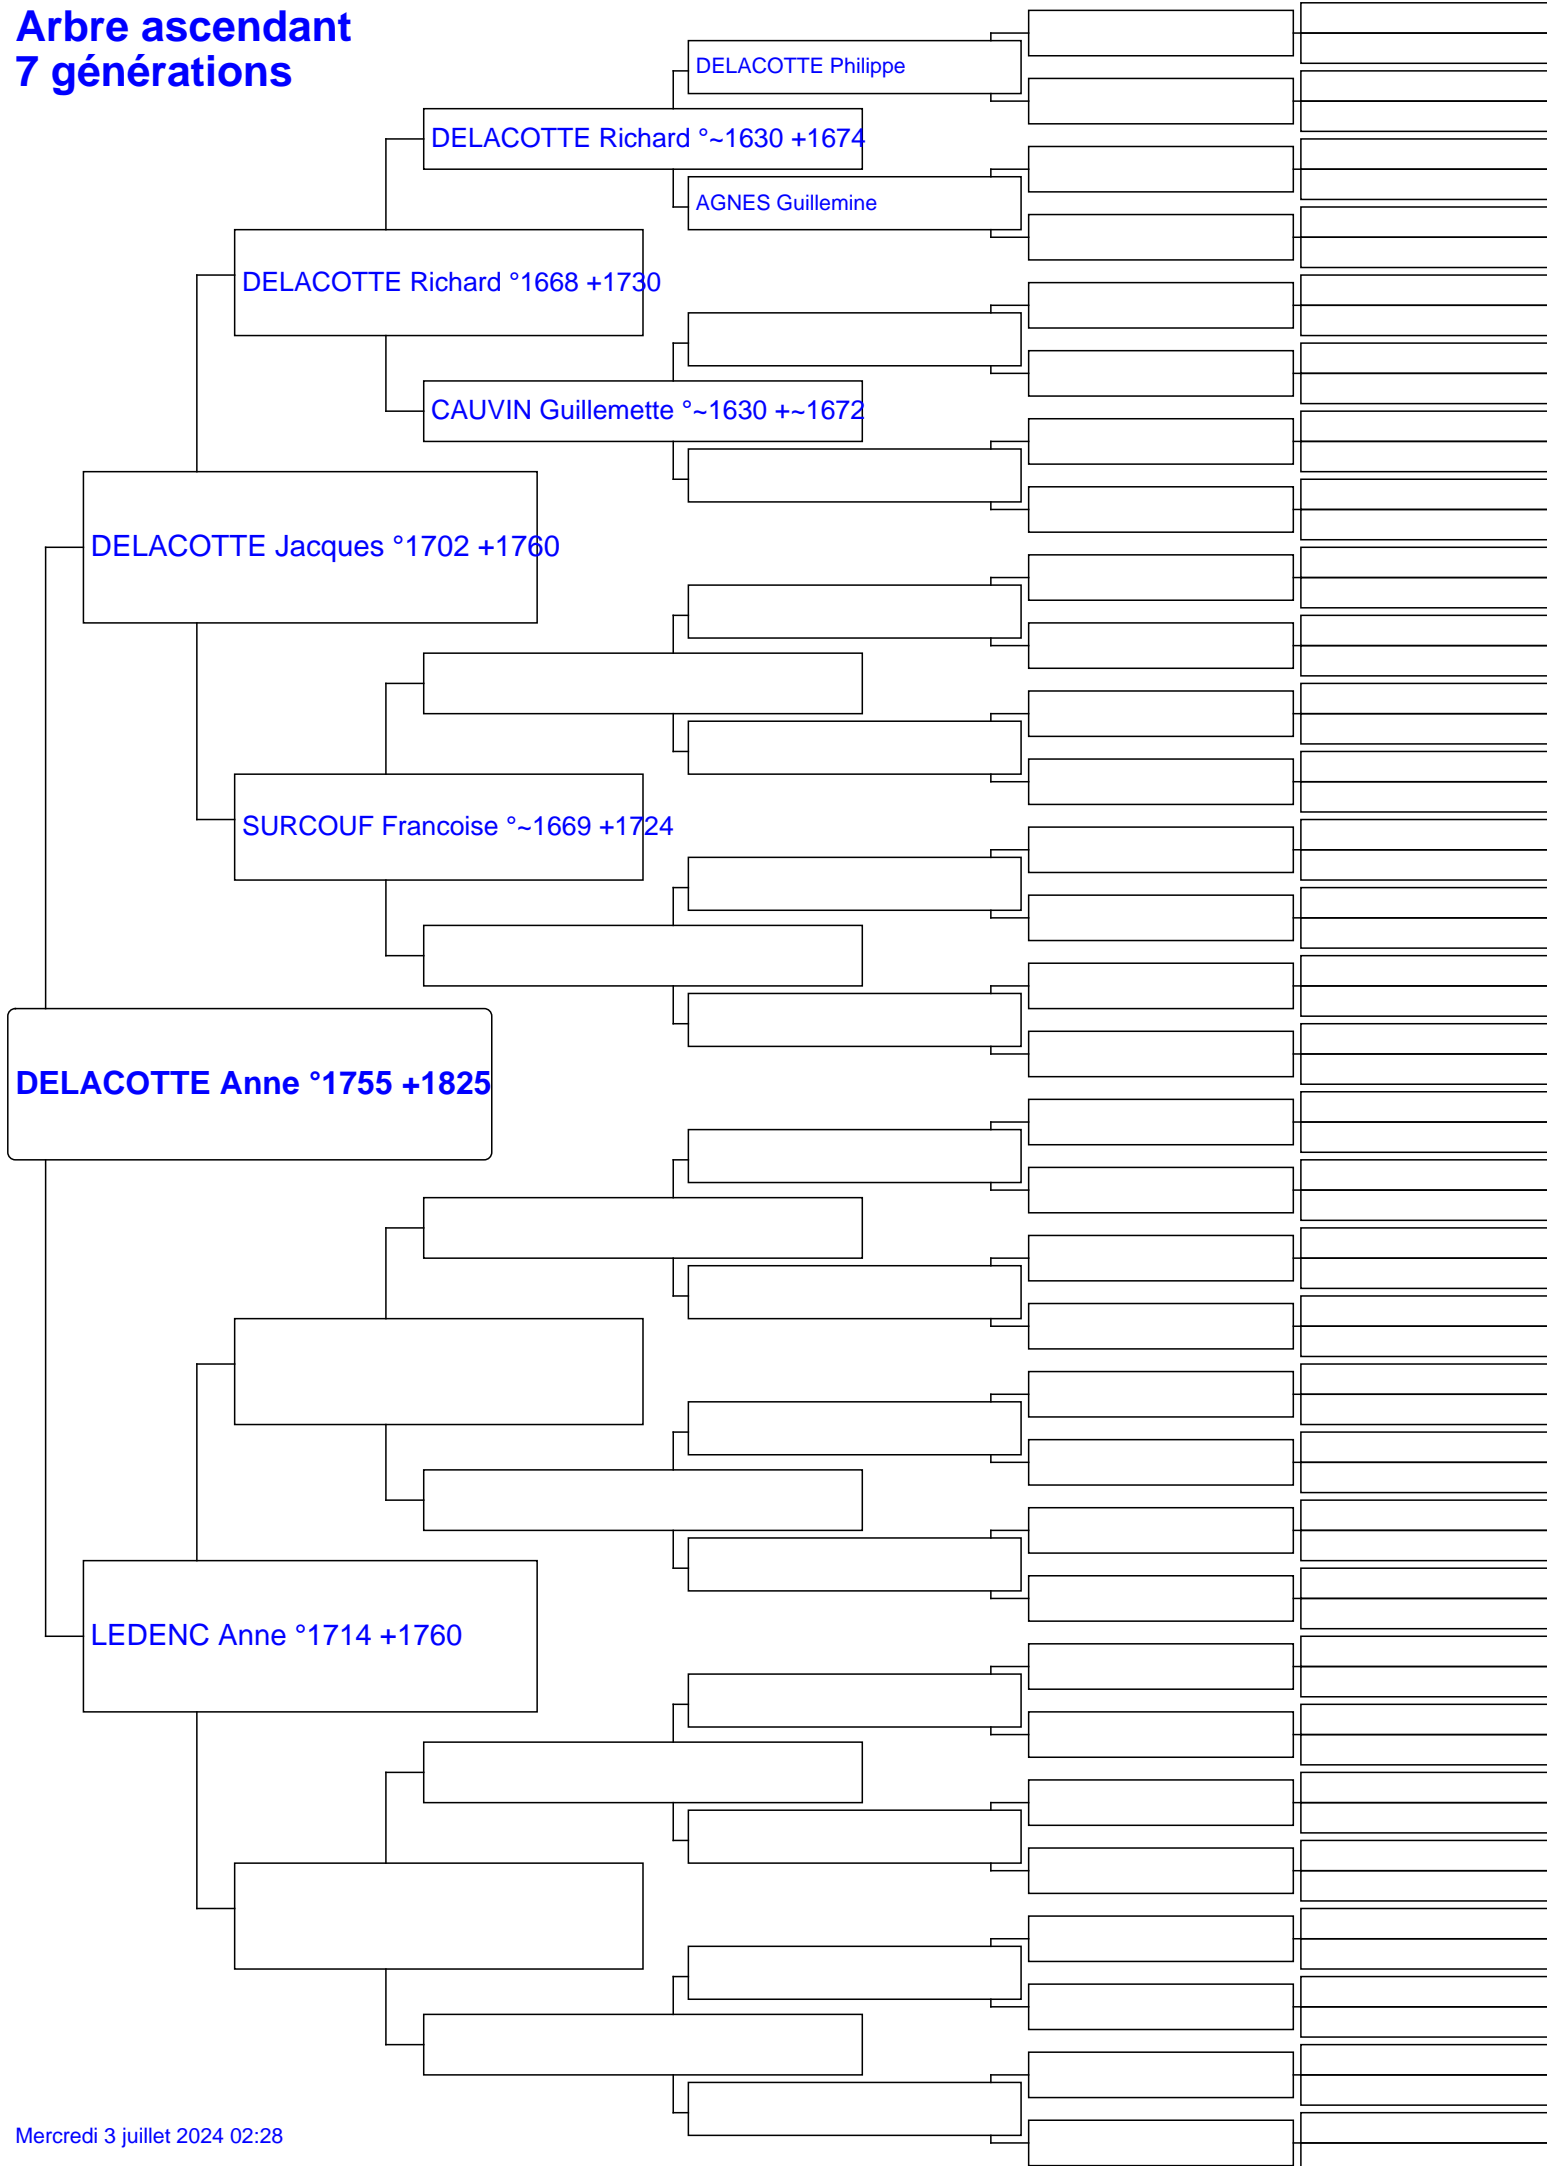 Arbre ascendant
7 générations
DELACOTTE Philippe
DELACOTTE Richard °~1630 +1674
AGNES Guillemine
DELACOTTE Richard °1668 +1730
CAUVIN Guillemette °~1630 +~1672
DELACOTTE Jacques °1702 +1760
SURCOUF Francoise °~1669 +1724
DELACOTTE Anne °1755 +1825
LEDENC Anne °1714 +1760
Mercredi 3 juillet 2024 02:28